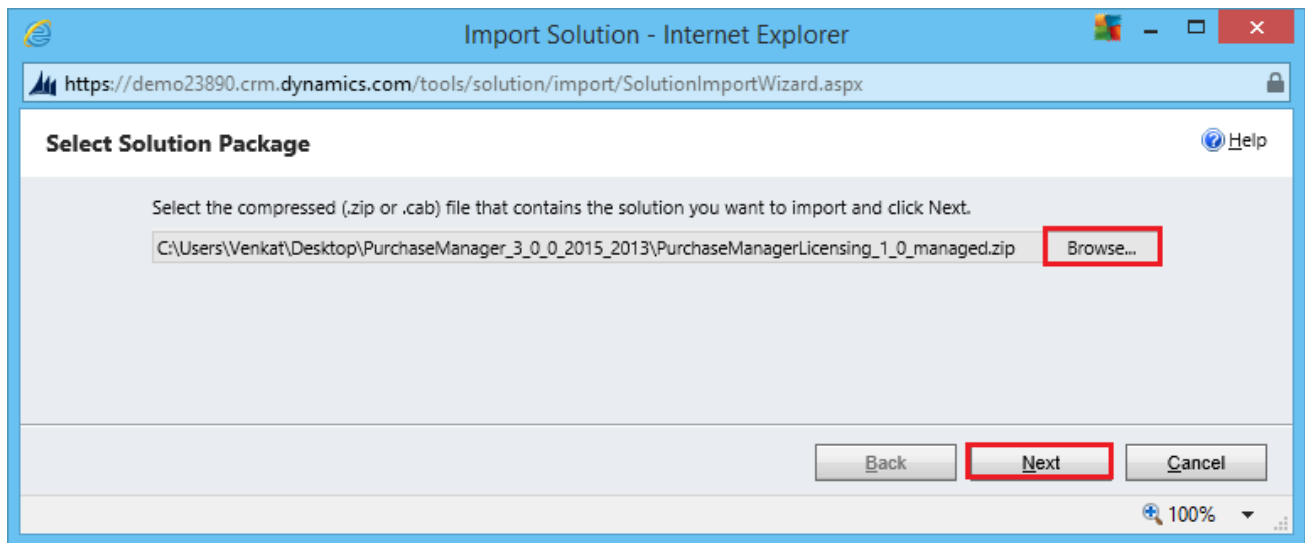 Import Solution - Internet Explorer
https://demo23890.crm.dynamics.com/tools/solution/import/SolutionImportWizard.aspx
Select Solution Package
Help
Select the compressed (.zip or .cab) file that contains the solution you want to import and click Next.
C:\Users\Venkat\Desktop\PurchaseManager_3_0_0_2015_2013\PurchaseManagerLicensing_1_0_managed.zip Browse...
Back Next Cancel
100%